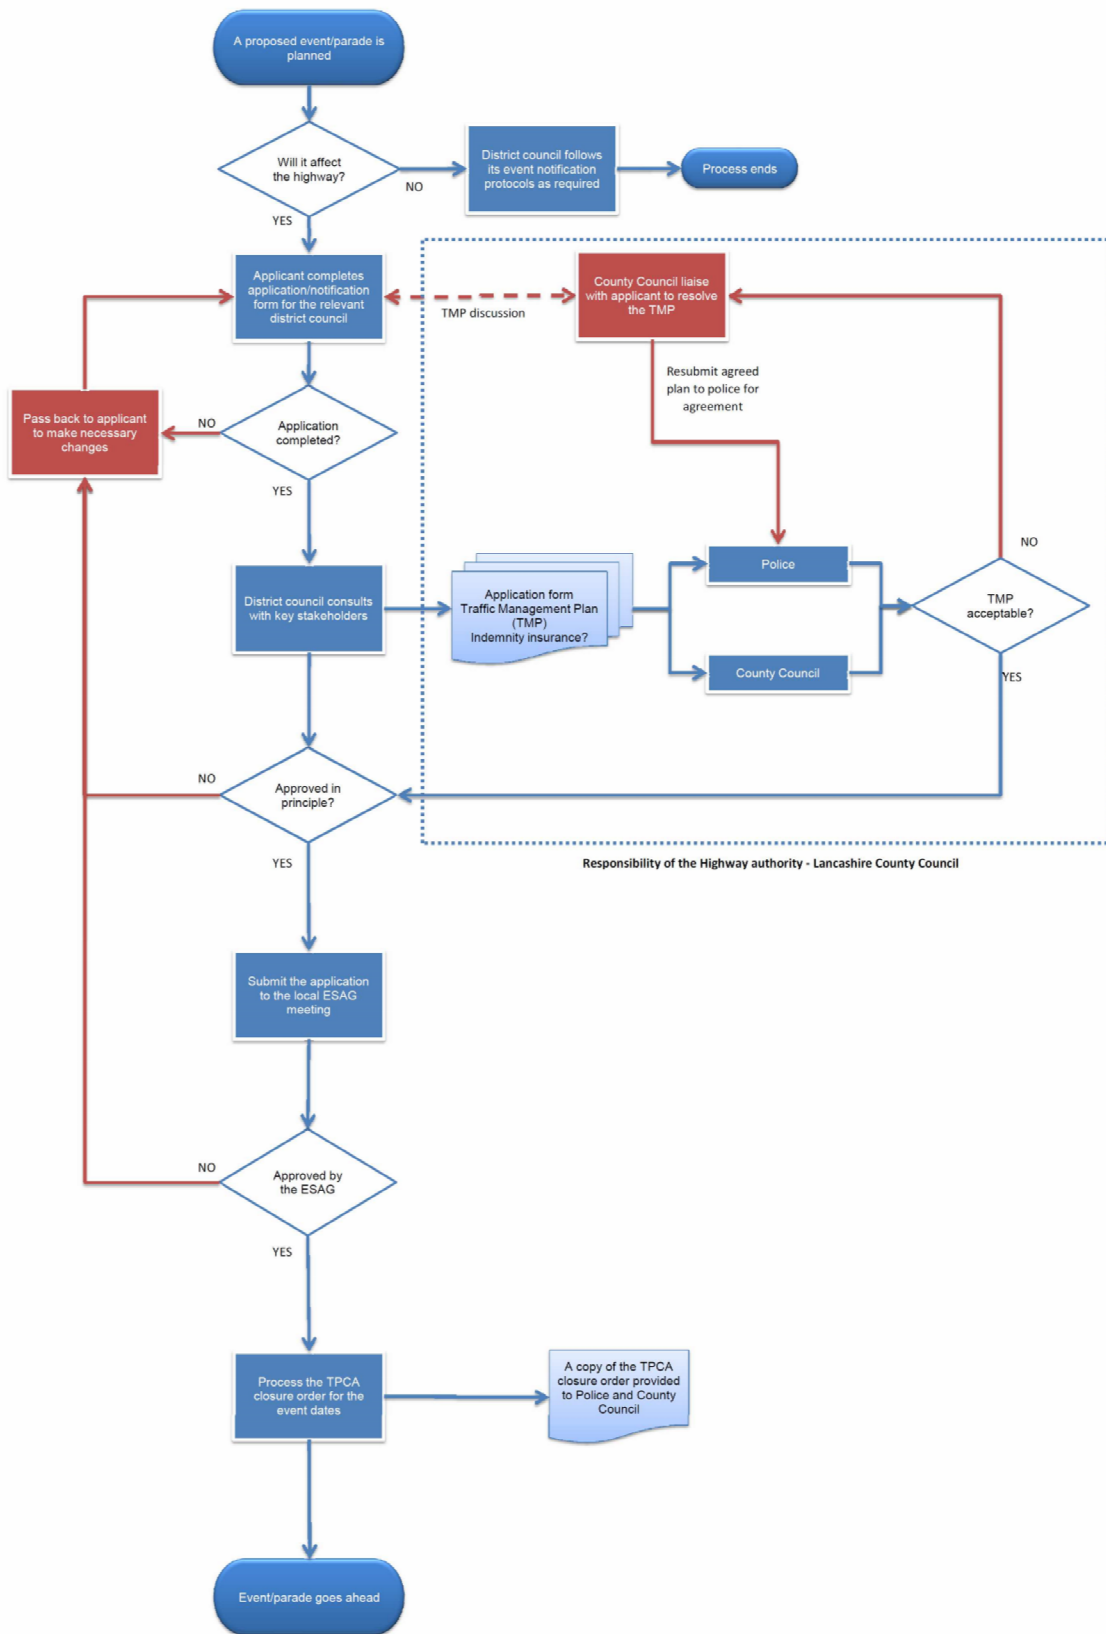 A proposed event/parade is
planned
Will it affect
the highway?
NO
District council follows
its event notification
protocols as required
Process ends
YES
Applicant completes
application/notification
form for the relevant
district council
TMP discussion
County Council liaise
with applicant to resolve
the TMP
Resubmit agreed
plan to police for
agreement
Pass back to applicant
to make necessary
changes
NO
Application
completed?
YES
District council consults
with key stakeholders
Application form
Traffic Management Plan
(TMP)
Indemnity insurance?
Police
County Council
NO
TMP
acceptable?
YES
NO
Approved in
principle?
YES
Responsibility of the Highway authority - Lancashire County Council
Submit the application
to the local ESAG
meeting
NO
Approved by
the ESAG
YES
Process the TPCA
closure order for the
event dates
A copy of the TPCA
closure order provided
to Police and County
Council
Event/parade goes ahead